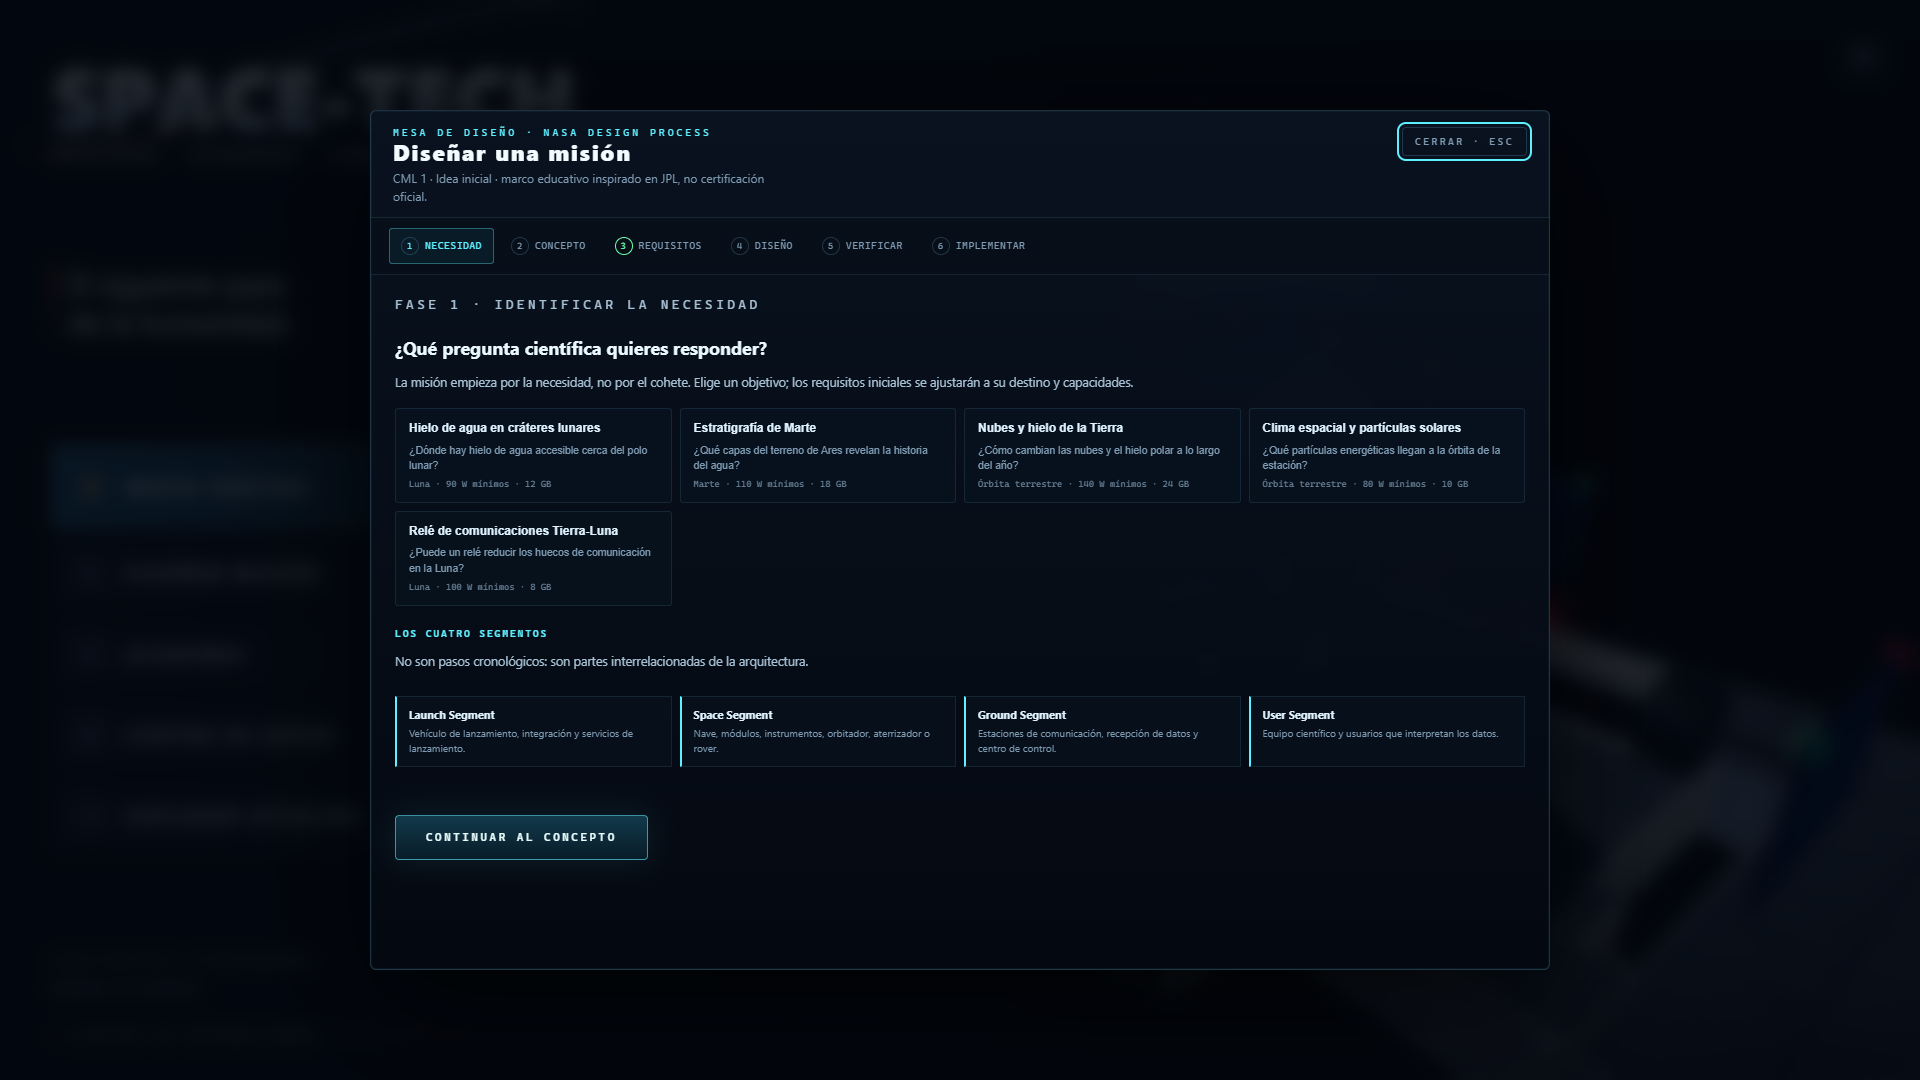 SPACE-TECH
MESA DE DISEÑO · NASA DESIGN PROCESS
Diseñar una misión
CML 1 · Idea inicial · marco educativo inspirado en JPL, no certificación
oficial.
CERRAR · ESC
1 NECESIDAD
2 CONCEPTO
3 REQUISITOS
4 DISEÑO
5 VERIFICAR
6 IMPLEMENTAR
FASE 1 · IDENTIFICAR LA NECESIDAD
¿Qué pregunta científica quieres responder?
La misión empieza por la necesidad, no por el cohete. Elige un objetivo; los requisitos iniciales se ajustarán a su destino y capacidades.
Hielo de agua en cráteres lunares
¿Dónde hay hielo de agua accesible cerca del polo
lunar?
Luna · 90 W mínimos · 12 GB
Estratigrafía de Marte
¿Qué capas del terreno de Ares revelan la historia
del agua?
Marte · 110 W mínimos · 18 GB
Nubes y hielo de la Tierra
¿Cómo cambian las nubes y el hielo polar a lo largo
del año?
Órbita terrestre · 140 W mínimos · 24 GB
Clima espacial y partículas solares
¿Qué partículas energéticas llegan a la órbita de la
estación?
Órbita terrestre · 80 W mínimos · 10 GB
Relé de comunicaciones Tierra-Luna
¿Puede un relé reducir los huecos de comunicación
en la Luna?
Luna · 100 W mínimos · 8 GB
LOS CUATRO SEGMENTOS
No son pasos cronológicos: son partes interrelacionadas de la arquitectura.
Launch Segment
Vehículo de lanzamiento, integración y servicios de
lanzamiento.
Space Segment
Nave, módulos, instrumentos, orbitador, aterrizador o
rover.
Ground Segment
Estaciones de comunicación, recepción de datos y
centro de control.
User Segment
Equipo científico y usuarios que interpretan los datos.
CONTINUAR AL CONCEPTO